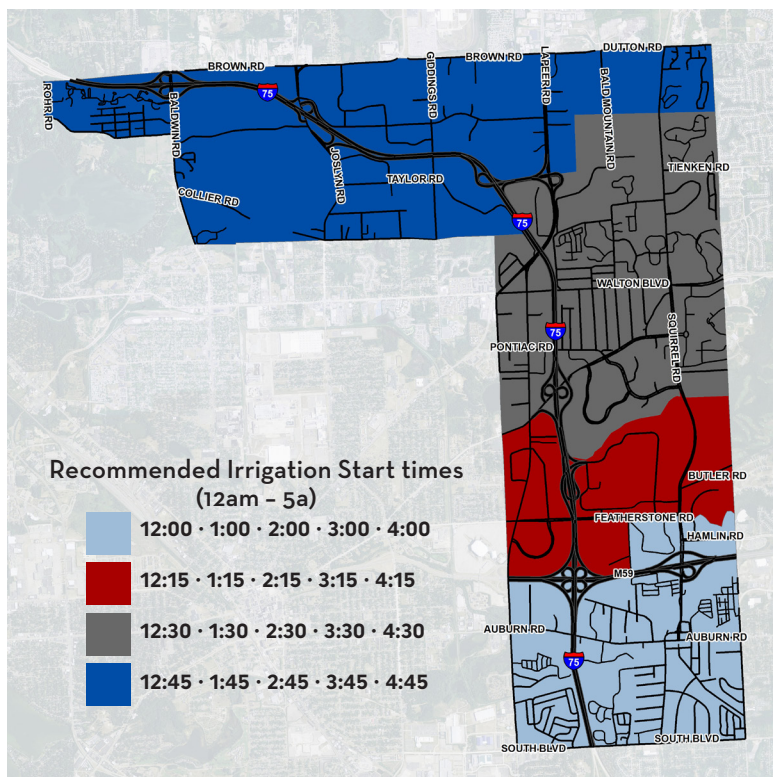 BROWN RD
BROWN RD
DUTTON RD
ROHR RD
BALDWIN RD
75
GIDDINGS RD
LAPEER RD
BALD MOUNTAIN RD
JOSLYN RD
TAYLOR RD
TIENKEN RD
COLLIER RD
75
WALTON BLVD
75
PONTIAC RD
SQUIRREL RD
Recommended Irrigation Start times
(12am – 5a)
12:00 · 1:00 · 2:00 · 3:00 · 4:00
12:15 · 1:15 · 2:15 · 3:15 · 4:15
12:30 · 1:30 · 2:30 · 3:30 · 4:30
12:45 · 1:45 · 2:45 · 3:45 · 4:45
BUTLER RD
FEATHERSTONE RD
HAMLIN RD
M59
AUBURN RD
AUBURN RD
75
SOUTH BLVD
SOUTH BLVD